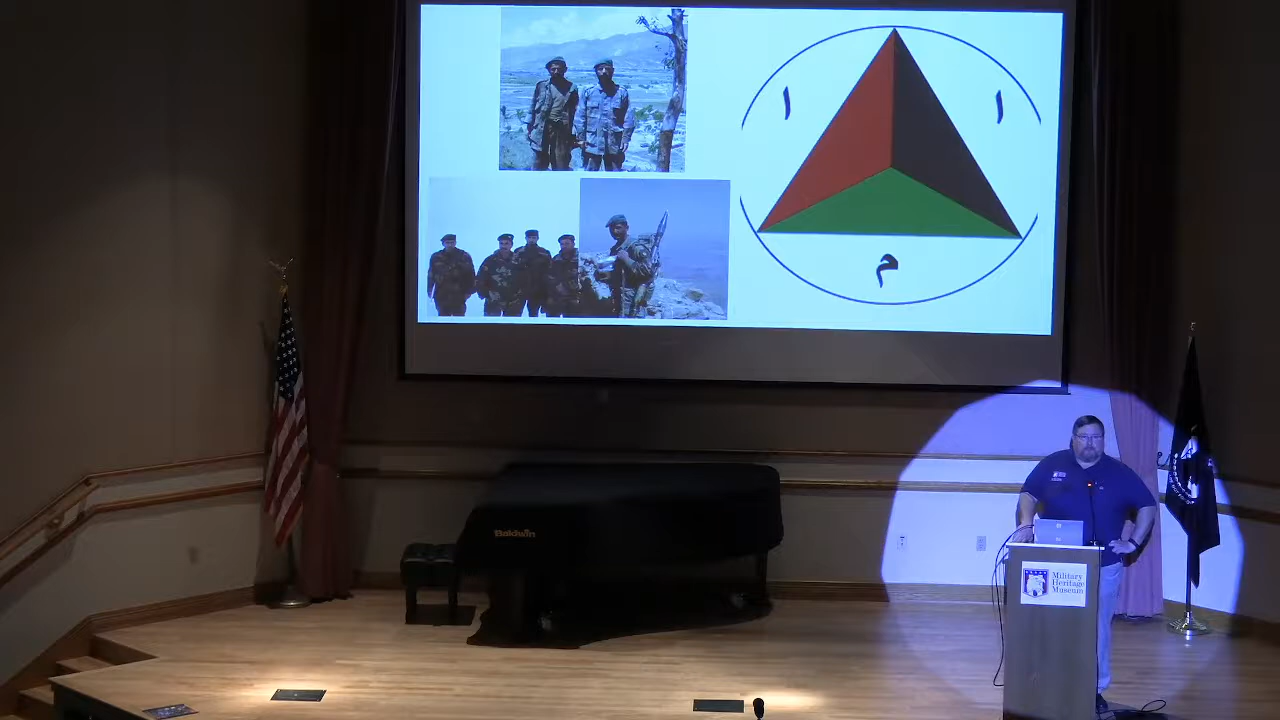 ا ا
م
Baldwin
Military
Heritage
Museum